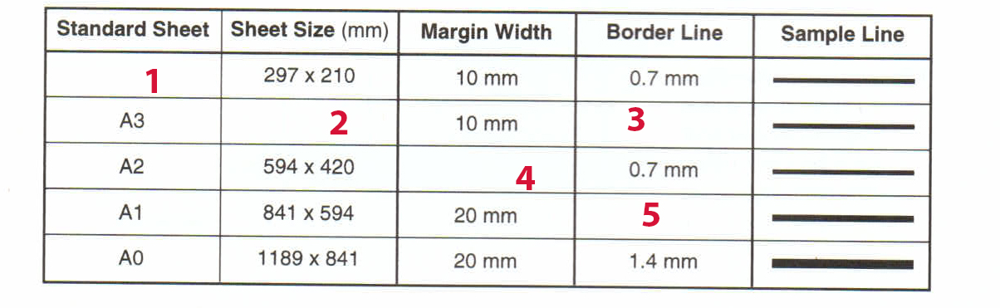 Standard Sheet Sheet Size (mm) Margin Width Border Line Sample Line
1 297 x 210 10 mm 0.7 mm
A3 2 10 mm 3
A2 594 x 420 4 0.7 mm
A1 841 x 594 20 mm 5
A0 1189 x 841 20 mm 1.4 mm